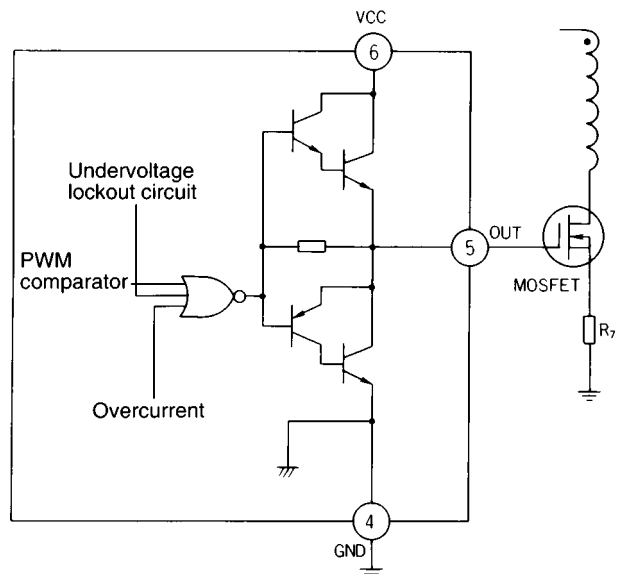 VCC
6
Undervoltage
lockout circuit
PWM
comparator
Overcurrent
5
OUT
MOSFET
R7
4
GND